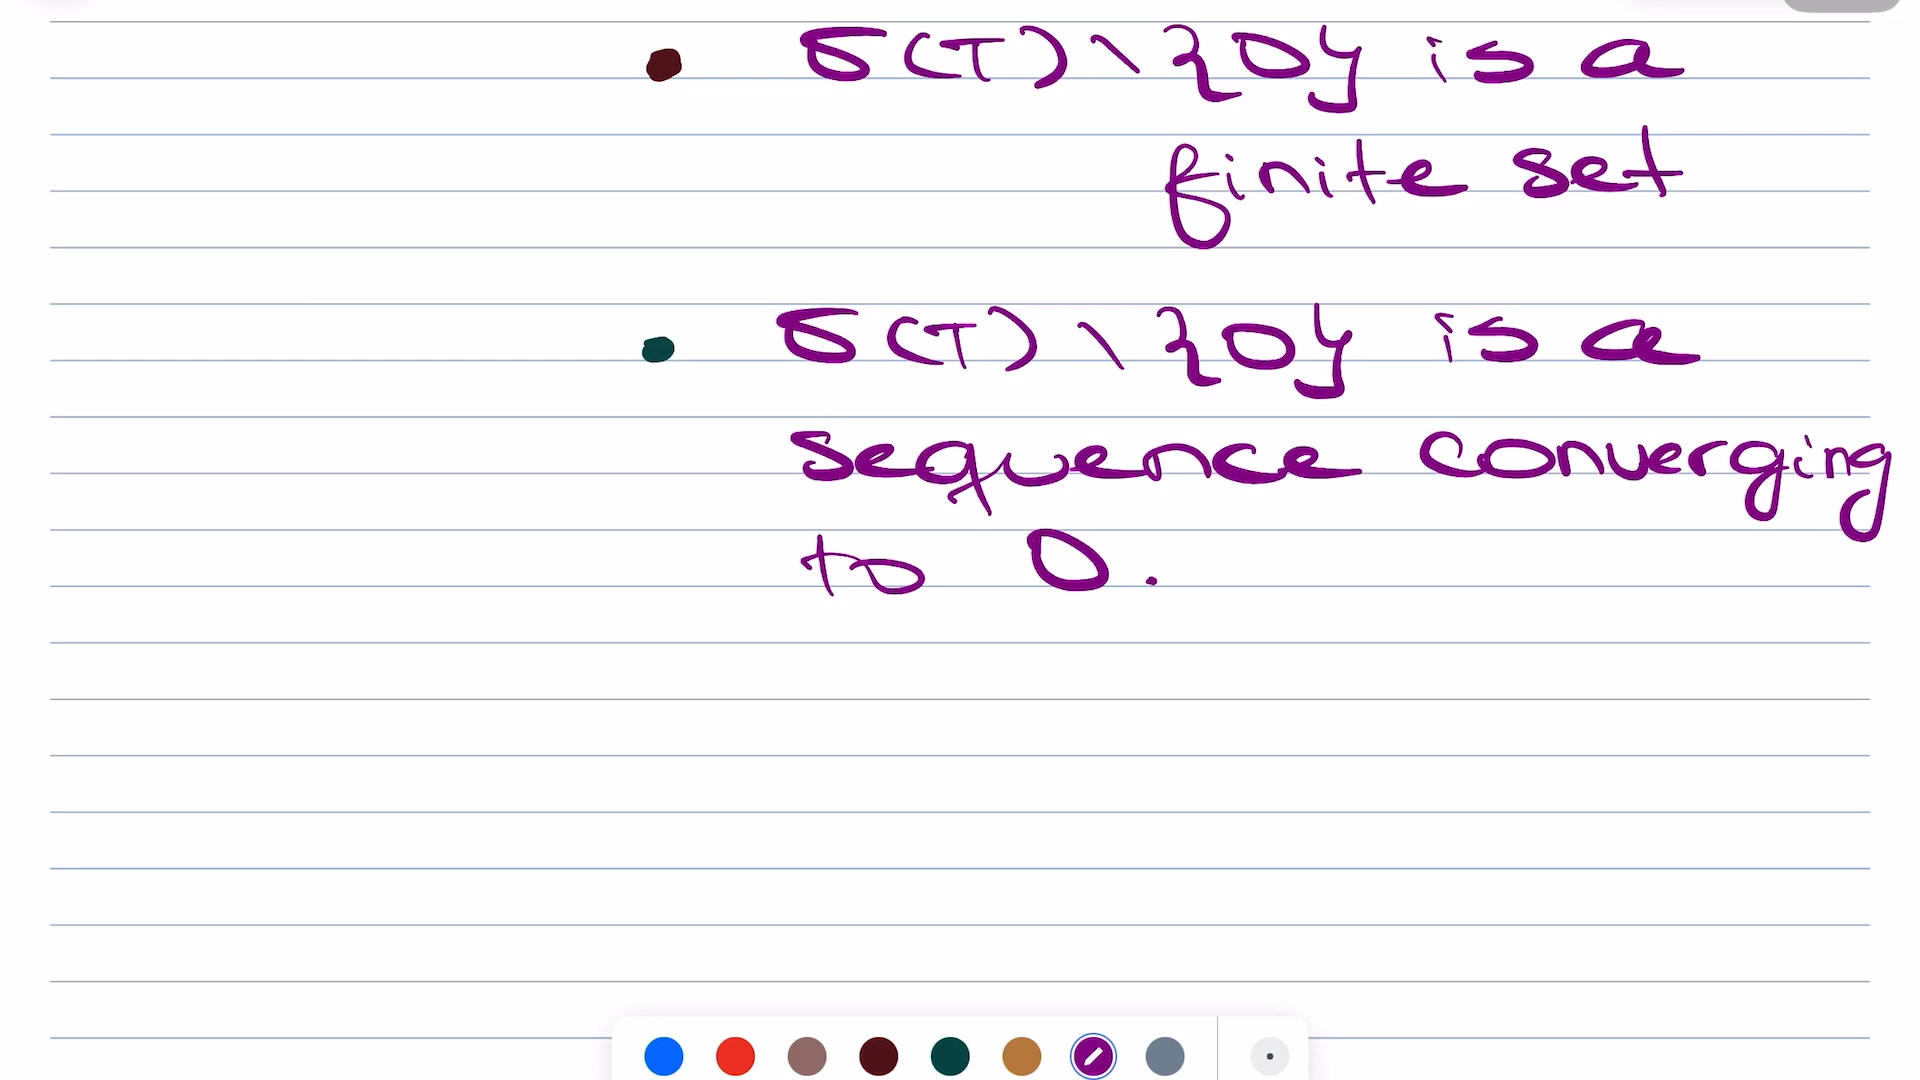 • σ(T) \ {0} is a
finite set
• σ(T) \ {0} is a
sequence converging
to 0.